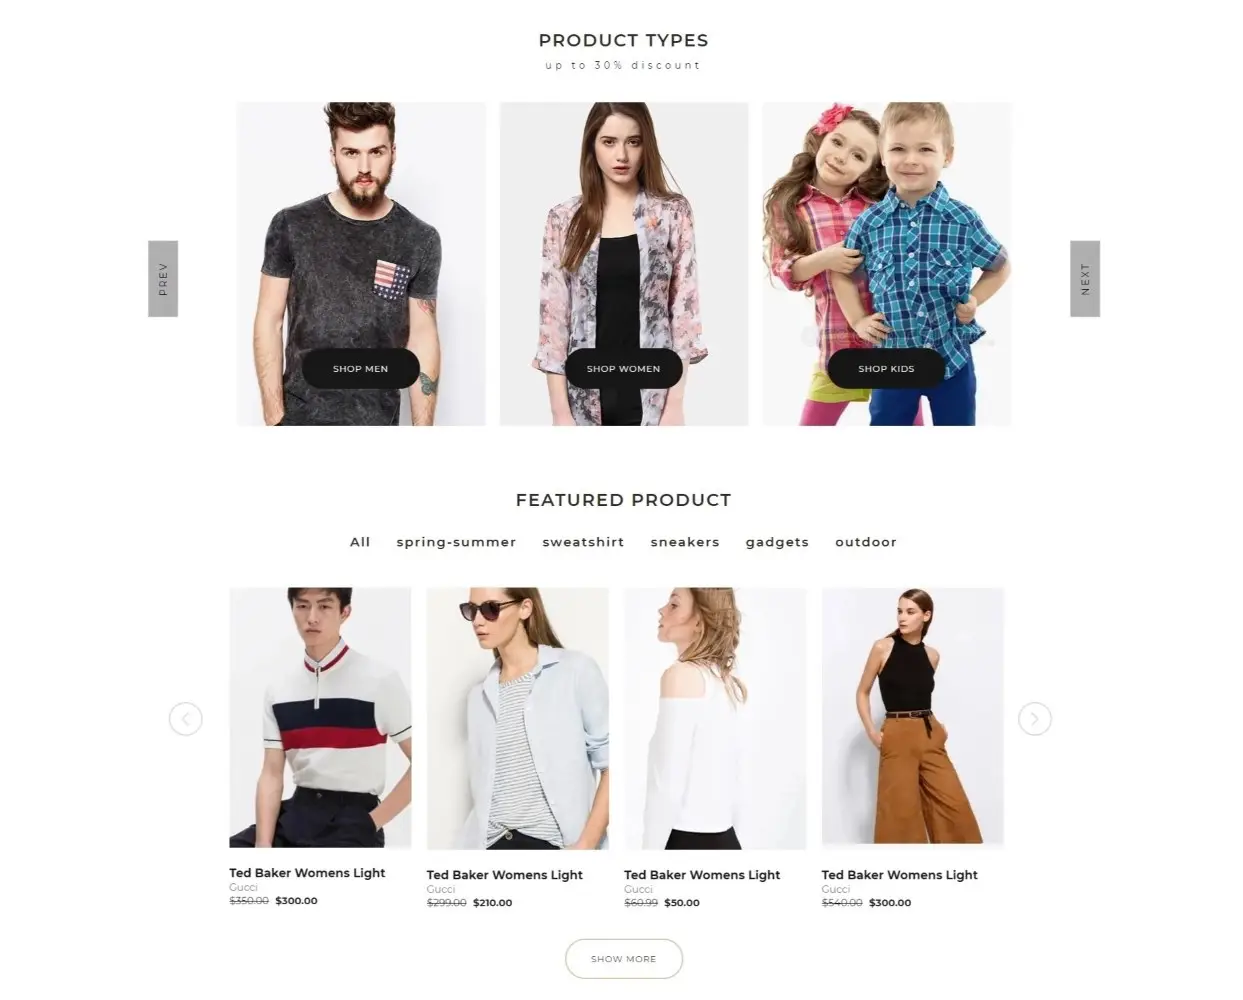 PRODUCT TYPES
up to 30% discount
PREV
SHOP MEN
SHOP WOMEN
SHOP KIDS
NEXT
FEATURED PRODUCT
All spring-summer sweatshirt sneakers gadgets outdoor
Ted Baker Womens Light
Gucci
$350.00 $300.00
Ted Baker Womens Light
Gucci
$299.00 $210.00
Ted Baker Womens Light
Gucci
$60.99 $50.00
Ted Baker Womens Light
Gucci
$540.00 $300.00
SHOW MORE